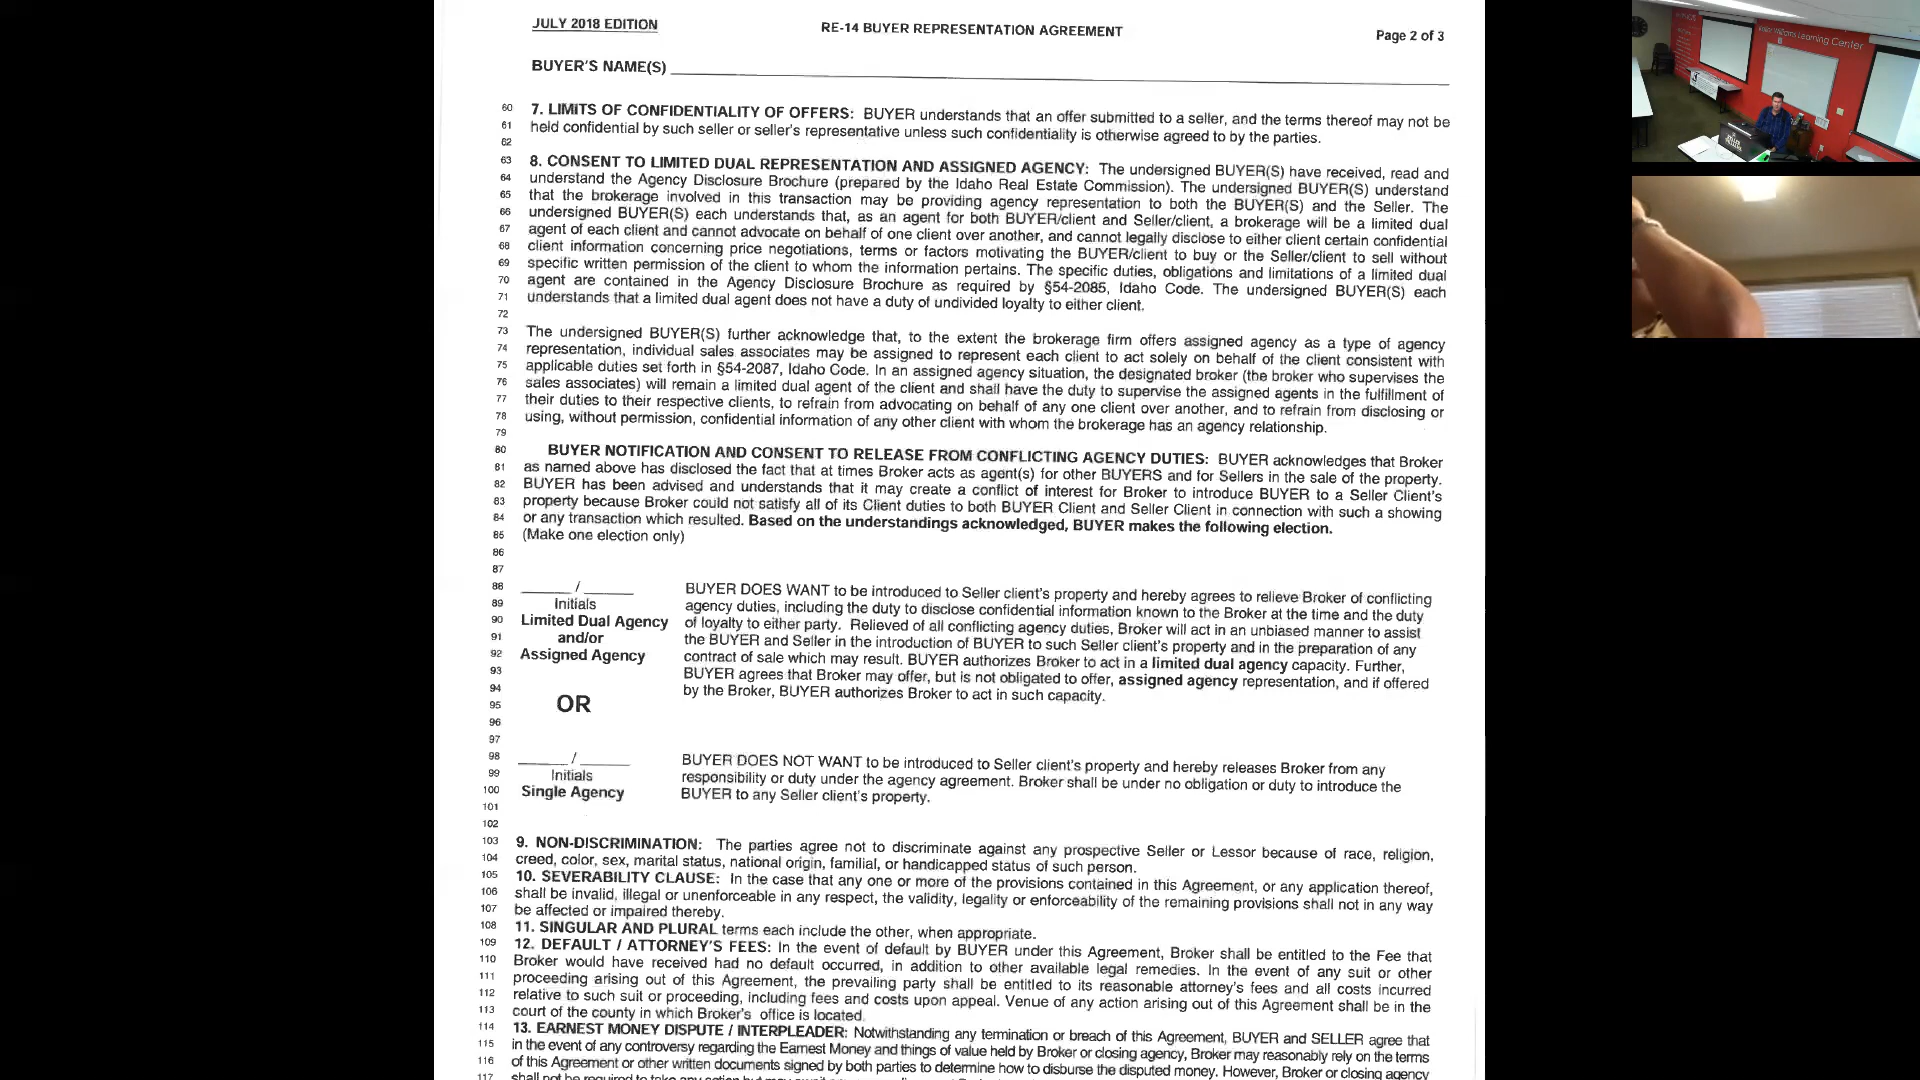 JULY 2018 EDITION RE-14 BUYER REPRESENTATION AGREEMENT Page 2 of 3
BUYER'S NAME(S)
60 7. LIMITS OF CONFIDENTIALITY OF OFFERS: BUYER understands that an offer submitted to a seller, and the terms thereof may not be
61 held confidential by such seller or seller's representative unless such confidentiality is otherwise agreed to by the parties.
62
63 8. CONSENT TO LIMITED DUAL REPRESENTATION AND ASSIGNED AGENCY: The undersigned BUYER(S) have received, read and
64 understand the Agency Disclosure Brochure (prepared by the Idaho Real Estate Commission). The undersigned BUYER(S) understand
65 that the brokerage involved in this transaction may be providing agency representation to both the BUYER(S) and the Seller. The
66 undersigned BUYER(S) each understands that, as an agent for both BUYER/client and Seller/client, a brokerage will be a limited dual
67 agent of each client and cannot advocate on behalf of one client over another, and cannot legally disclose to either client certain confidential
68 client information concerning price negotiations, terms or factors motivating the BUYER/client to buy or the Seller/client to sell without
69 specific written permission of the client to whom the information pertains. The specific duties, obligations and limitations of a limited dual
70 agent are contained in the Agency Disclosure Brochure as required by §54-2085, Idaho Code. The undersigned BUYER(S) each
71 understands that a limited dual agent does not have a duty of undivided loyalty to either client.
72
73 The undersigned BUYER(S) further acknowledge that, to the extent the brokerage firm offers assigned agency as a type of agency
74 representation, individual sales associates may be assigned to represent each client to act solely on behalf of the client consistent with
75 applicable duties set forth in §54-2087, Idaho Code. In an assigned agency situation, the designated broker (the broker who supervises the
76 sales associates) will remain a limited dual agent of the client and shall have the duty to supervise the assigned agents in the fulfillment of
77 their duties to their respective clients, to refrain from advocating on behalf of any one client over another, and to refrain from disclosing or
78 using, without permission, confidential information of any other client with whom the brokerage has an agency relationship.
79
80 BUYER NOTIFICATION AND CONSENT TO RELEASE FROM CONFLICTING AGENCY DUTIES: BUYER acknowledges that Broker
81 as named above has disclosed the fact that at times Broker acts as agent(s) for other BUYERS and for Sellers in the sale of the property.
82 BUYER has been advised and understands that it may create a conflict of interest for Broker to introduce BUYER to a Seller Client's
83 property because Broker could not satisfy all of its Client duties to both BUYER Client and Seller Client in connection with such a showing
84 or any transaction which resulted. Based on the understandings acknowledged, BUYER makes the following election.
85 (Make one election only)
86
87
88 ______/______ BUYER DOES WANT to be introduced to Seller client's property and hereby agrees to relieve Broker of conflicting
89 Initials agency duties, including the duty to disclose confidential information known to the Broker at the time and the duty
90 Limited Dual Agency of loyalty to either party. Relieved of all conflicting agency duties, Broker will act in an unbiased manner to assist
91 and/or the BUYER and Seller in the introduction of BUYER to such Seller client's property and in the preparation of any
92 Assigned Agency contract of sale which may result. BUYER authorizes Broker to act in a limited dual agency capacity. Further,
93 BUYER agrees that Broker may offer, but is not obligated to offer, assigned agency representation, and if offered
94 by the Broker, BUYER authorizes Broker to act in such capacity.
95 OR
96
97
98 ______/______ BUYER DOES NOT WANT to be introduced to Seller client's property and hereby releases Broker from any
99 Initials responsibility or duty under the agency agreement. Broker shall be under no obligation or duty to introduce the
100 Single Agency BUYER to any Seller client's property.
101
102
103 9. NON-DISCRIMINATION: The parties agree not to discriminate against any prospective Seller or Lessor because of race, religion,
104 creed, color, sex, marital status, national origin, familial, or handicapped status of such person.
105 10. SEVERABILITY CLAUSE: In the case that any one or more of the provisions contained in this Agreement, or any application thereof,
106 shall be invalid, illegal or unenforceable in any respect, the validity, legality or enforceability of the remaining provisions shall not in any way
107 be affected or impaired thereby.
108 11. SINGULAR AND PLURAL terms each include the other, when appropriate.
109 12. DEFAULT / ATTORNEY'S FEES: In the event of default by BUYER under this Agreement, Broker shall be entitled to the Fee that
110 Broker would have received had no default occurred, in addition to other available legal remedies. In the event of any suit or other
111 proceeding arising out of this Agreement, the prevailing party shall be entitled to its reasonable attorney's fees and all costs incurred
112 relative to such suit or proceeding, including fees and costs upon appeal. Venue of any action arising out of this Agreement shall be in the
113 court of the county in which Broker's office is located.
114 13. EARNEST MONEY DISPUTE / INTERPLEADER: Notwithstanding any termination or breach of this Agreement, BUYER and SELLER agree that
115 in the event of any controversy regarding the Earnest Money and things of value held by Broker or closing agency, Broker may reasonably rely on the terms
116 of this Agreement or other written documents signed by both parties to determine how to disburse the disputed money. However, Broker or closing agency
117 shall not be required to take any action but may
Williams Learning Center